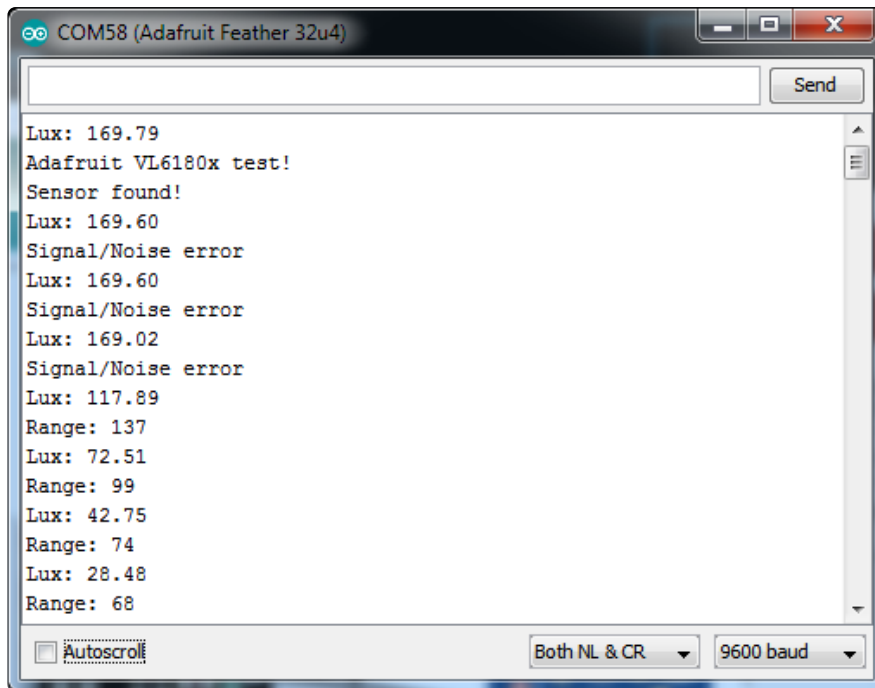 COM58 (Adafruit Feather 32u4)
Send
Lux: 169.79
Adafruit VL6180x test!
Sensor found!
Lux: 169.60
Signal/Noise error
Lux: 169.60
Signal/Noise error
Lux: 169.02
Signal/Noise error
Lux: 117.89
Range: 137
Lux: 72.51
Range: 99
Lux: 42.75
Range: 74
Lux: 28.48
Range: 68
Autoscroll Both NL & CR 9600 baud